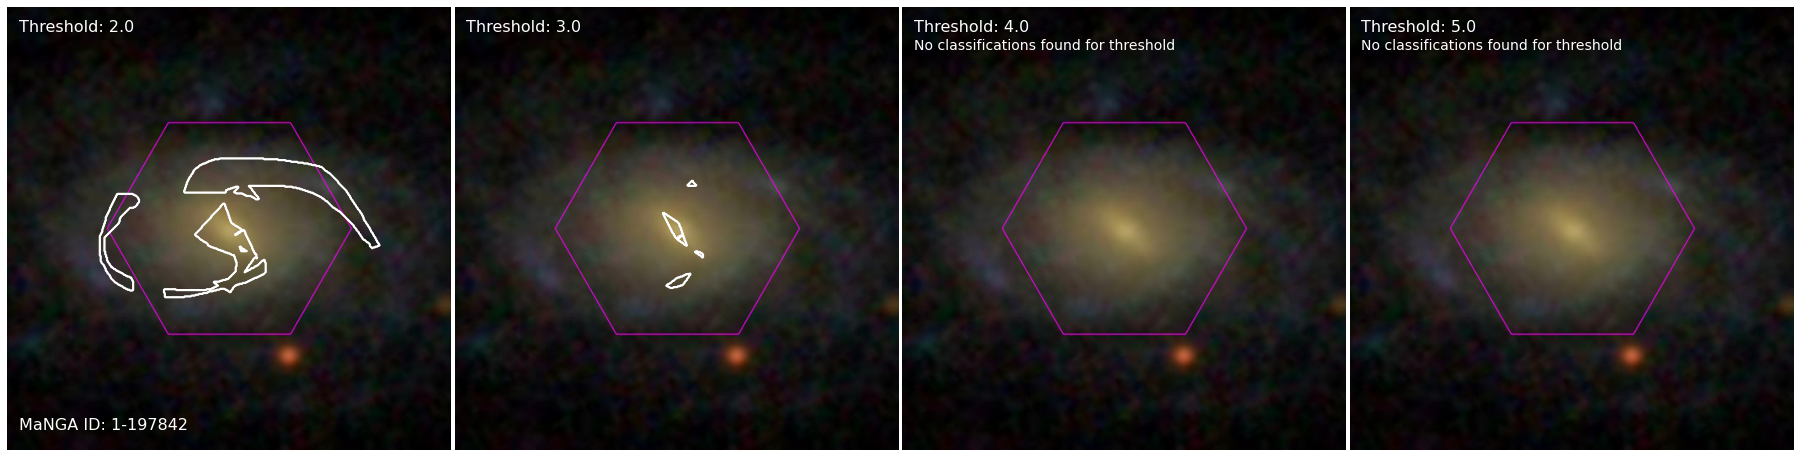 Threshold: 2.0
MaNGA ID: 1-197842
Threshold: 3.0
Threshold: 4.0
No classifications found for threshold
Threshold: 5.0
No classifications found for threshold